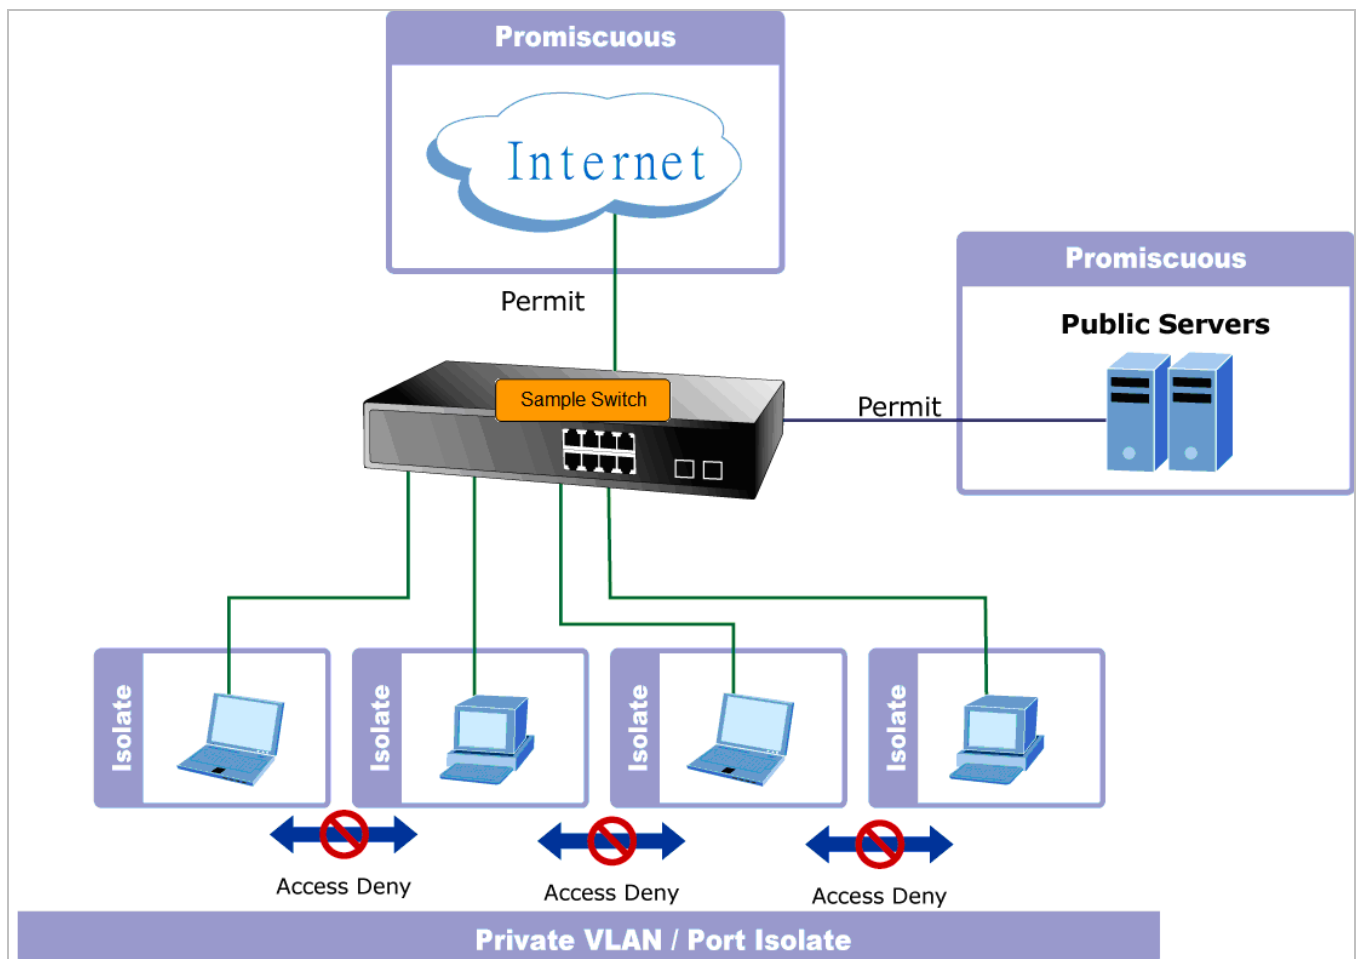 Promiscuous
Internet
Permit
Promiscuous
Public Servers
Sample Switch
Permit
Isolate
Isolate
Isolate
Isolate
Access Deny
Access Deny
Access Deny
Private VLAN / Port Isolate